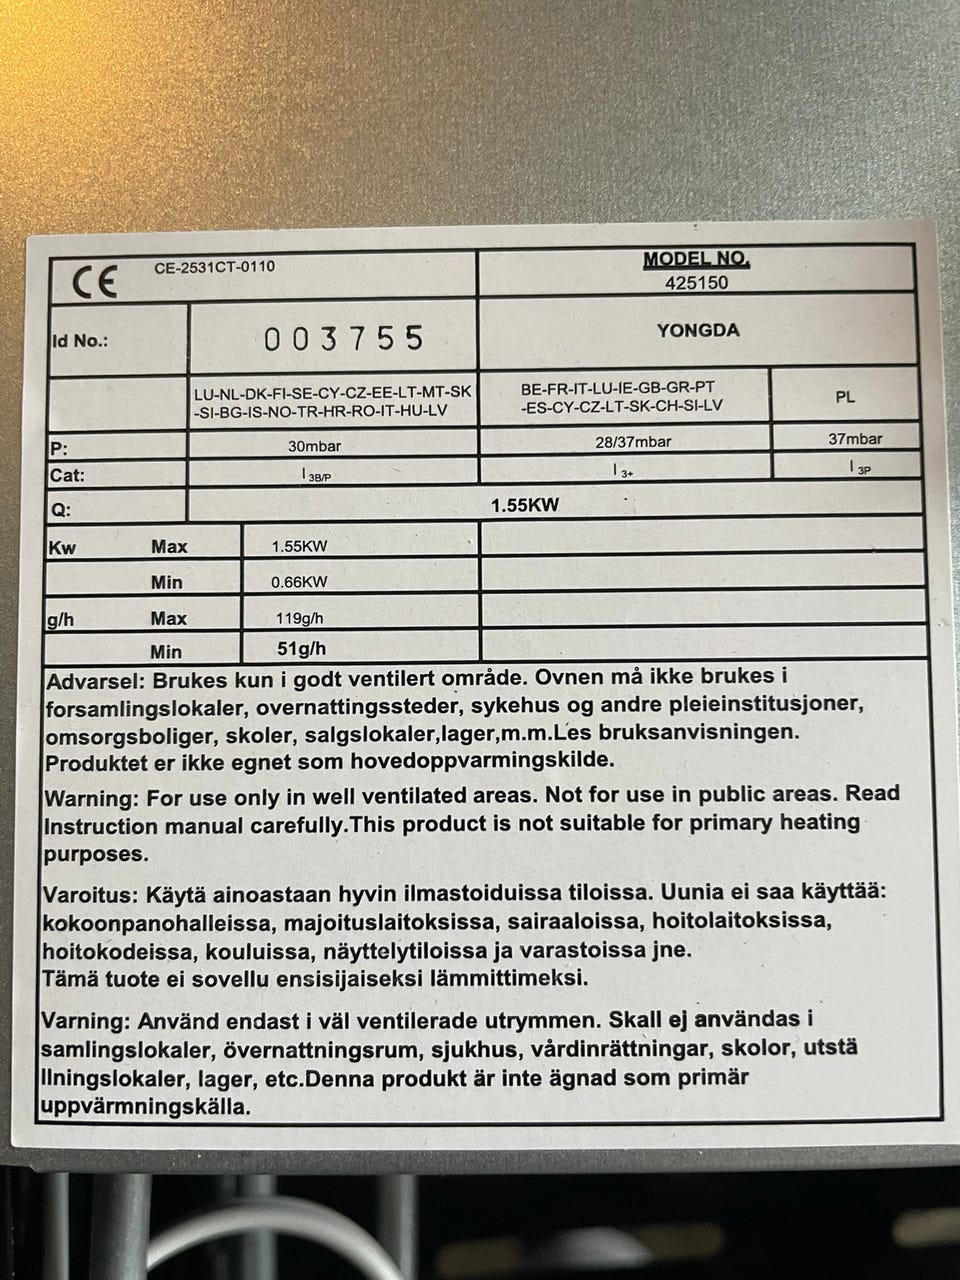 CE CE-2531CT-0110 MODEL NO.
425150
Id No.: 003755 YONGDA
LU-NL-DK-FI-SE-CY-CZ-EE-LT-MT-SK
-SI-BG-IS-NO-TR-HR-RO-IT-HU-LV
BE-FR-IT-LU-IE-GB-GR-PT
-ES-CY-CZ-LT-SK-CH-SI-LV
PL
P: 30mbar 28/37mbar 37mbar
Cat: I3B/P I3+ I3P
Q: 1.55KW
Kw Max 1.55KW
Min 0.66KW
g/h Max 119g/h
Min 51g/h
Advarsel: Brukes kun i godt ventilert område. Ovnen må ikke brukes i
forsamlingslokaler, overnattingssteder, sykehus og andre pleieinstitusjoner,
omsorgsboliger, skoler, salgslokaler,lager,m.m.Les bruksanvisningen.
Produktet er ikke egnet som hovedoppvarmingskilde.
Warning: For use only in well ventilated areas. Not for use in public areas. Read
Instruction manual carefully.This product is not suitable for primary heating
purposes.
Varoitus: Käytä ainoastaan hyvin ilmastoiduissa tiloissa. Uunia ei saa käyttää:
kokoonpanohalleissa, majoituslaitoksissa, sairaaloissa, hoitolaitoksissa,
hoitokodeissa, kouluissa, näyttelytiloissa ja varastoissa jne.
Tämä tuote ei sovellu ensisijaiseksi lämmittimeksi.
Varning: Använd endast i väl ventilerade utrymmen. Skall ej användas i
samlingslokaler, övernattningsrum, sjukhus, vårdinrättningar, skolor, utstä
llningslokaler, lager, etc.Denna produkt är inte ägnad som primär
uppvärmningskälla.